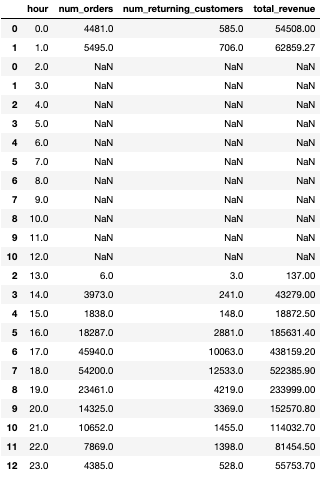 hour num_orders num_returning_customers total_revenue
0 0.0 4481.0 585.0 54508.00
1 1.0 5495.0 706.0 62859.27
0 2.0 NaN NaN NaN
1 3.0 NaN NaN NaN
2 4.0 NaN NaN NaN
3 5.0 NaN NaN NaN
4 6.0 NaN NaN NaN
5 7.0 NaN NaN NaN
6 8.0 NaN NaN NaN
7 9.0 NaN NaN NaN
8 10.0 NaN NaN NaN
9 11.0 NaN NaN NaN
10 12.0 NaN NaN NaN
2 13.0 6.0 3.0 137.00
3 14.0 3973.0 241.0 43279.00
4 15.0 1838.0 148.0 18872.50
5 16.0 18287.0 2881.0 185631.40
6 17.0 45940.0 10063.0 438159.20
7 18.0 54200.0 12533.0 522385.90
8 19.0 23461.0 4219.0 233999.00
9 20.0 14325.0 3369.0 152570.80
10 21.0 10652.0 1455.0 114032.70
11 22.0 7869.0 1398.0 81454.50
12 23.0 4385.0 528.0 55753.70